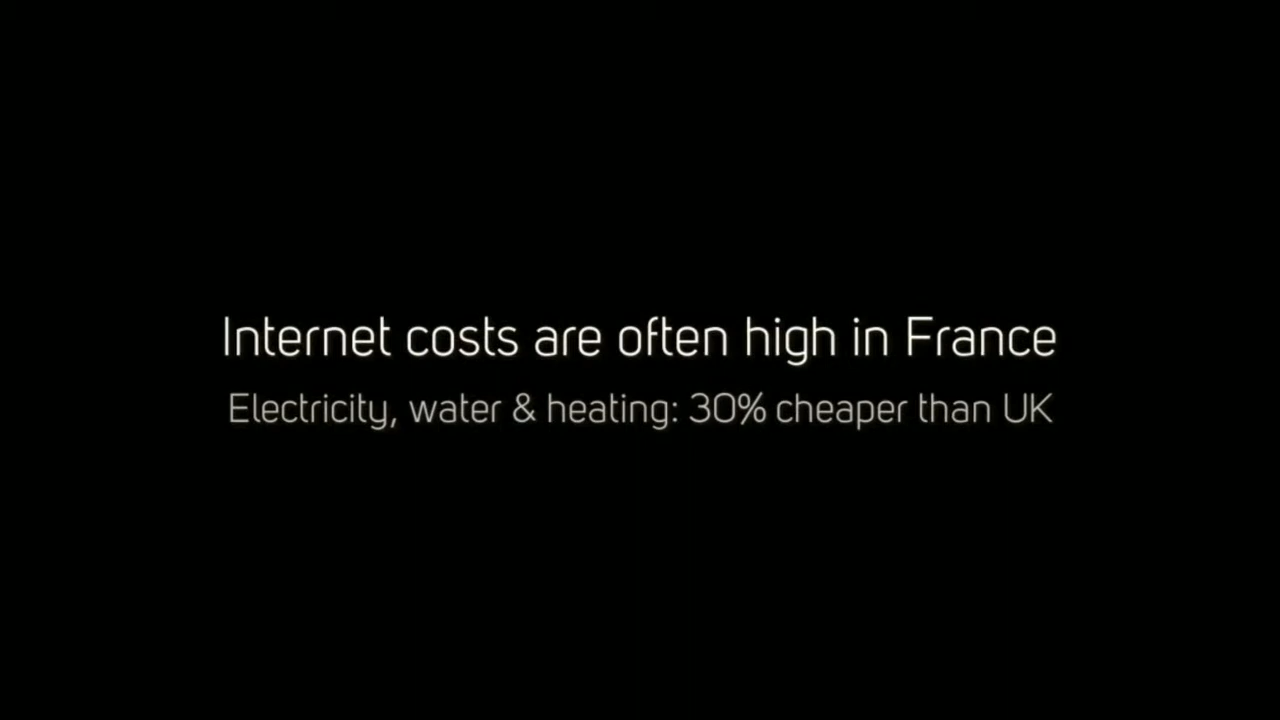 Internet costs are often high in France
Electricity, water & heating: 30% cheaper than UK